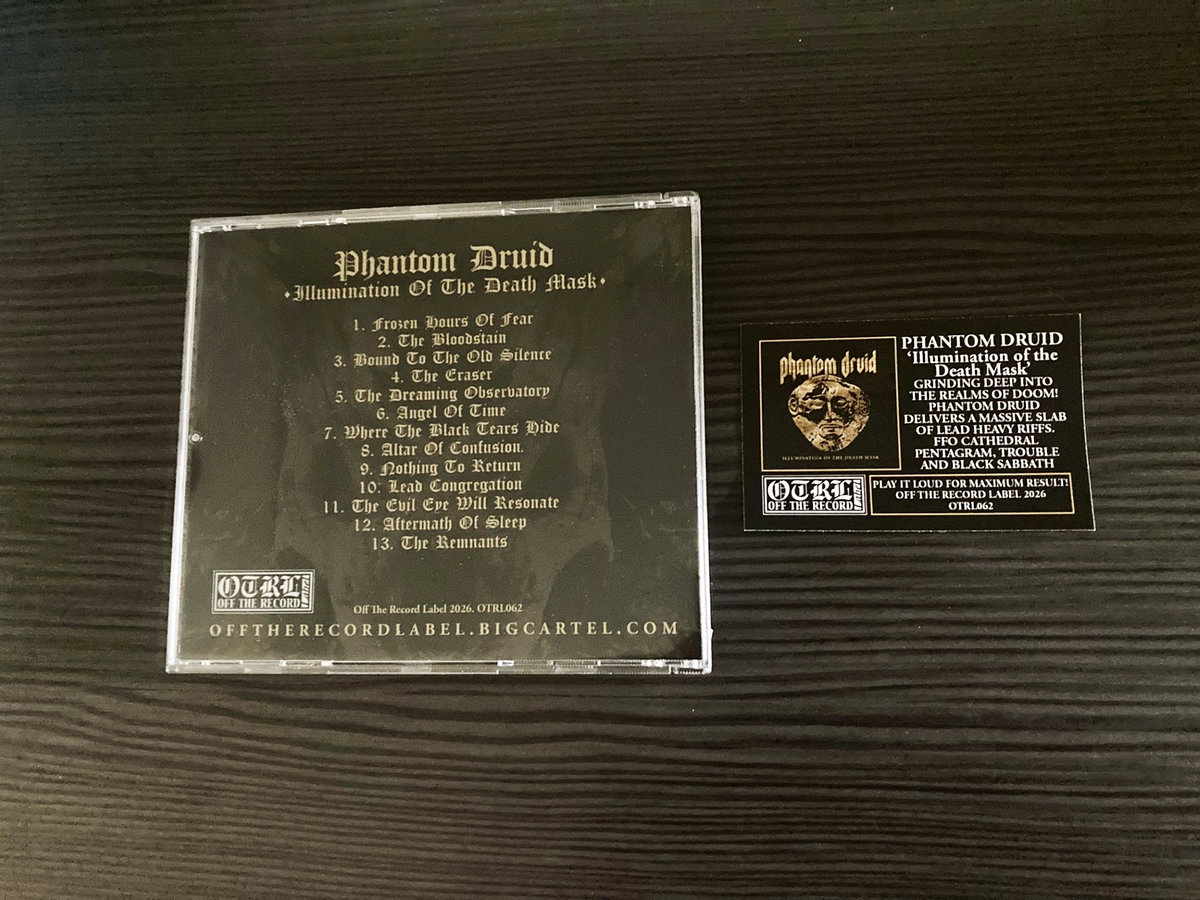 Phantom Druid
•Illumination Of The Death Mask•
1. Frozen Hours Of Fear
2. The Bloodstain
3. Bound To The Old Silence
4. The Eraser
5. The Dreaming Observatory
6. Angel Of Time
7. Where The Black Tears Hide
8. Altar Of Confusion.
9. Nothing To Return
10. Lead Congregation
11. The Evil Eye Will Resonate
12. Aftermath Of Sleep
13. The Remnants
OTRL
OFF THE RECORD
Off The Record Label 2026. OTRL062
OFFTHERECORDLABEL.BIGCARTEL.COM
phantom druid
ILLUMINATION OF THE DEATH MASK
PHANTOM DRUID
‘Illumination of the
Death Mask’
GRINDING DEEP INTO
THE REALMS OF DOOM!
PHANTOM DRUID
DELIVERS A MASSIVE SLAB
OF LEAD HEAVY RIFFS.
FFO CATHEDRAL
PENTAGRAM, TROUBLE
AND BLACK SABBATH
OTRL
OFF THE RECORD
PLAY IT LOUD FOR MAXIMUM RESULT!
OFF THE RECORD LABEL 2026
OTRL062